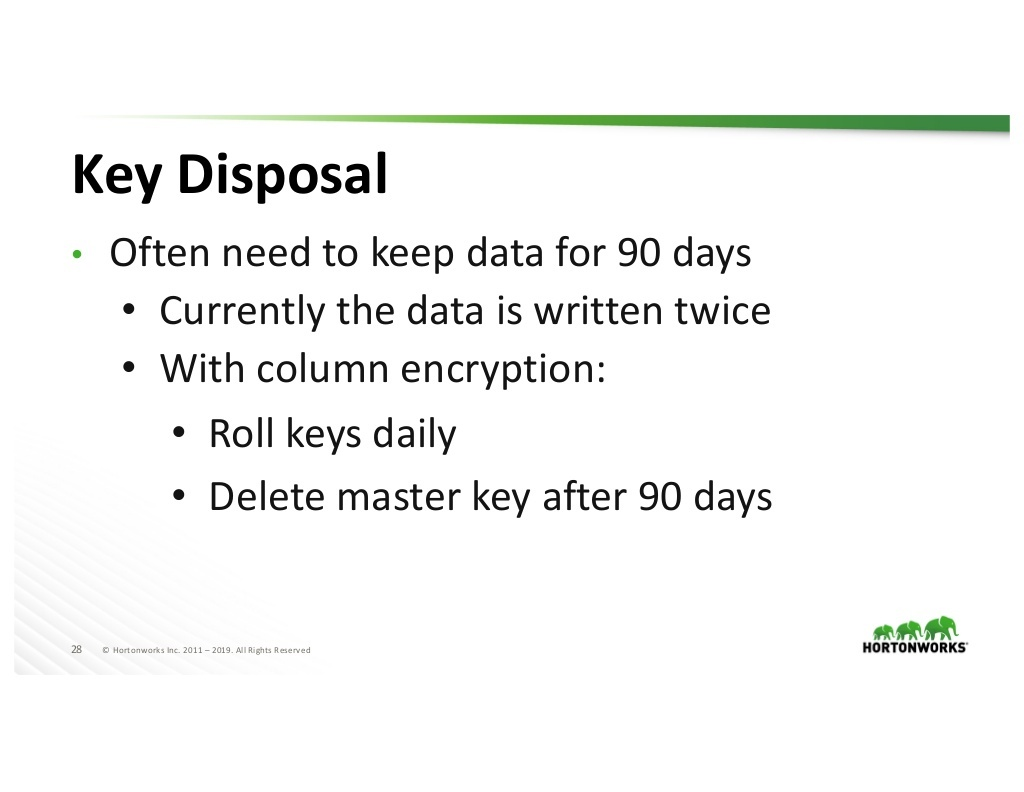 Key Disposal
• Often need to keep data for 90 days
• Currently the data is written twice
• With column encryption:
• Roll keys daily
• Delete master key after 90 days
28 © Hortonworks Inc. 2011 – 2019. All Rights Reserved
HORTONWORKS